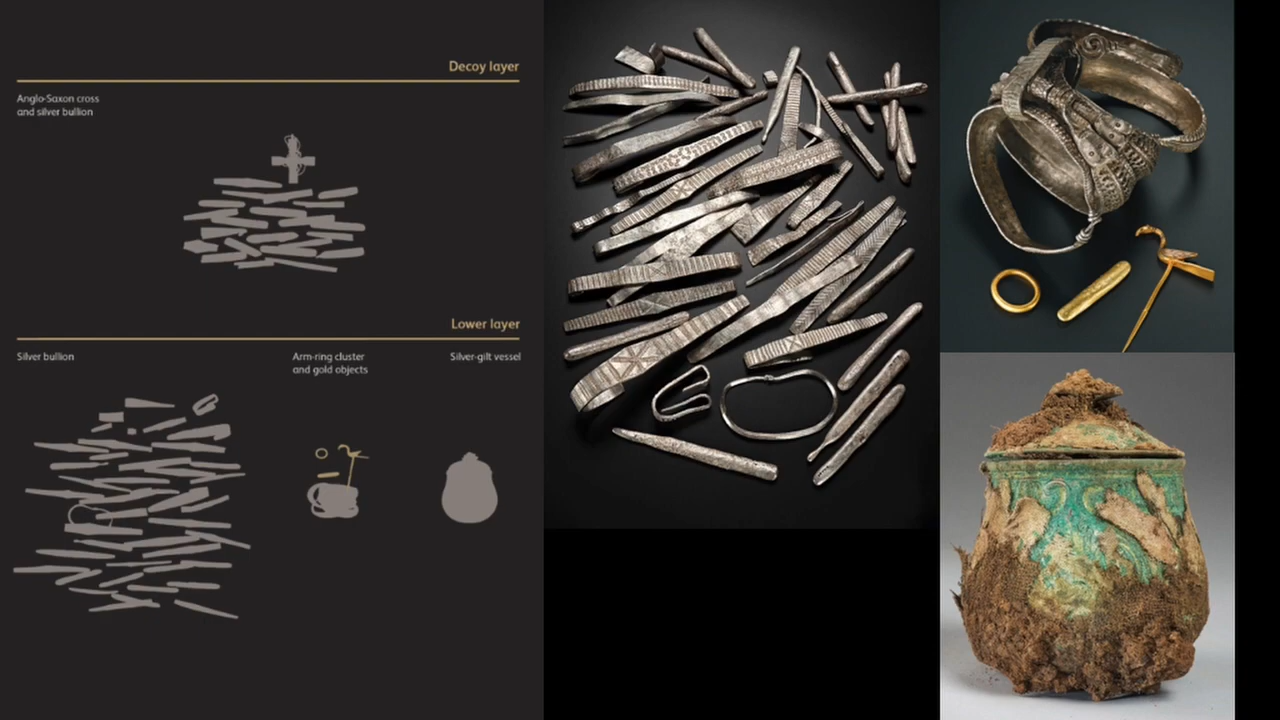 Decoy layer
Anglo-Saxon cross
and silver bullion
Lower layer
Silver bullion
Arm-ring cluster
and gold objects
Silver-gilt vessel